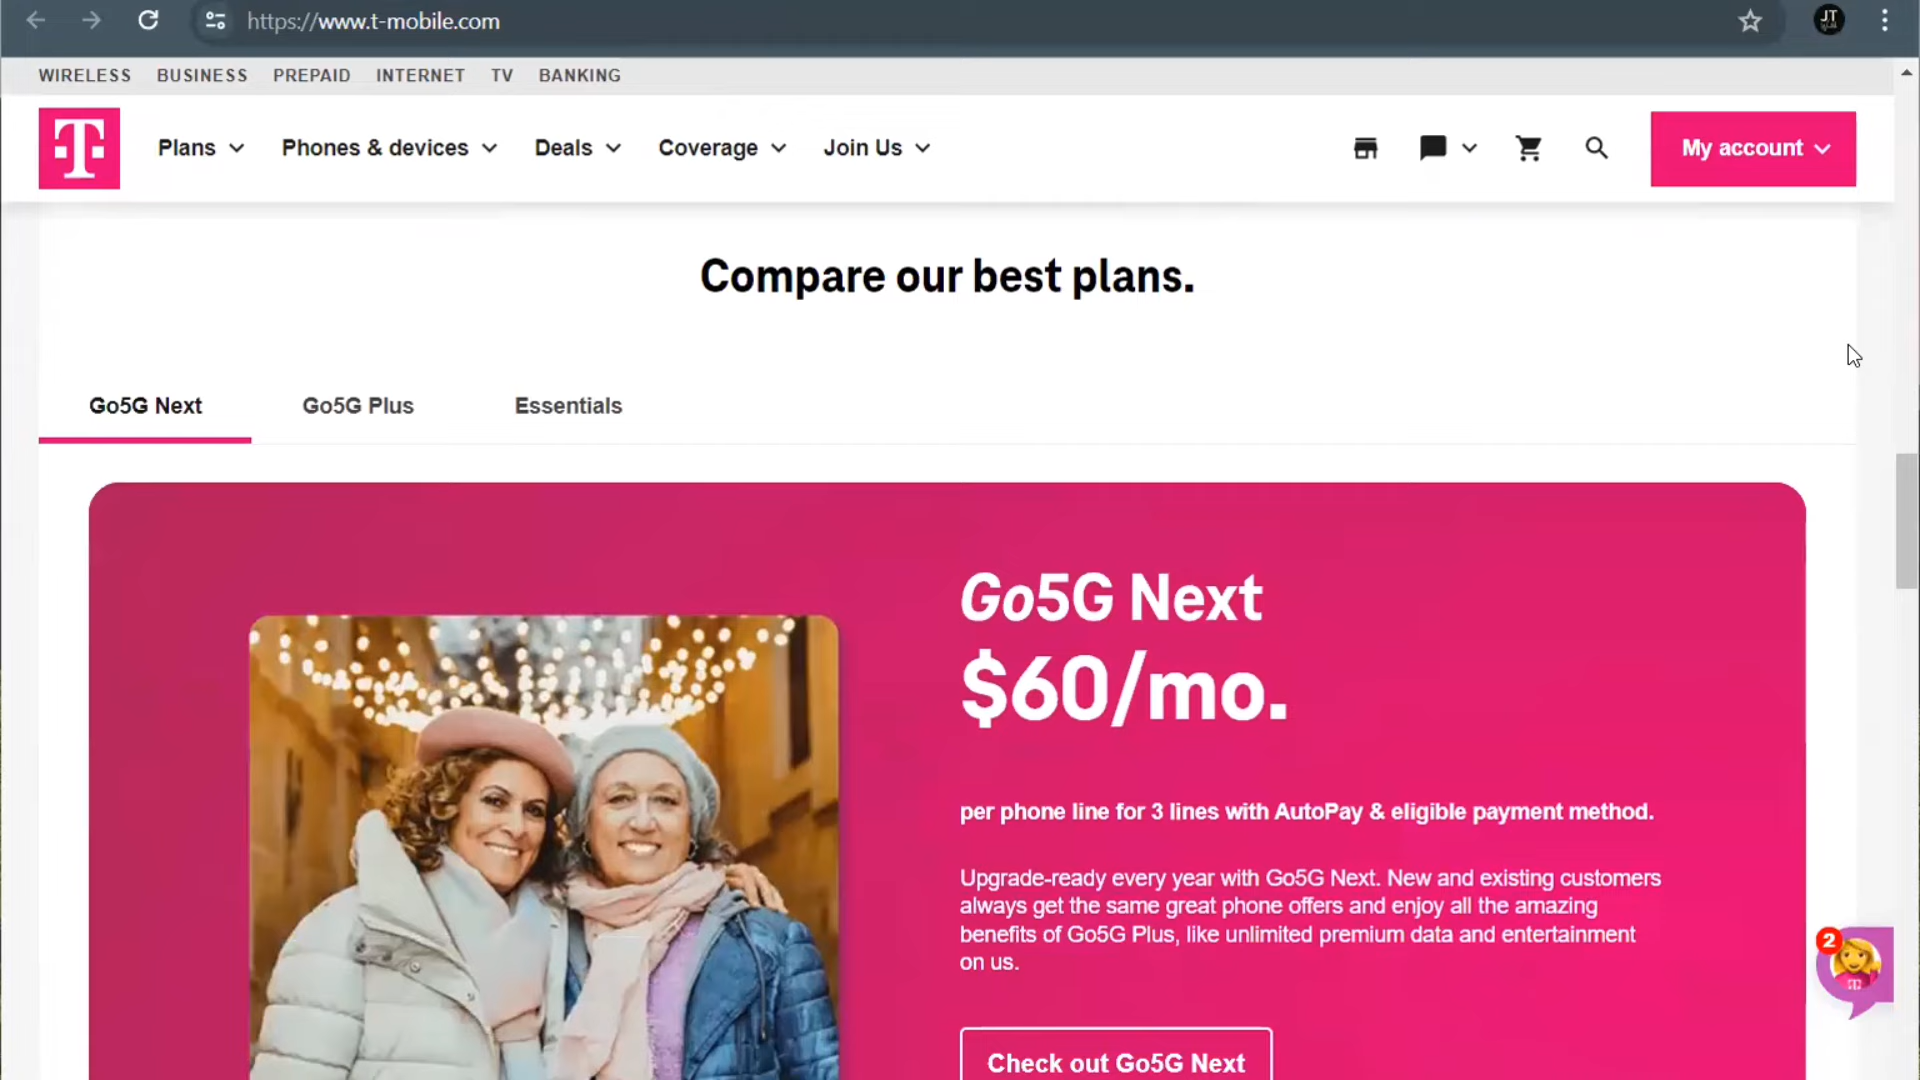 https://www.t-mobile.com
JT
WIRELESS BUSINESS PREPAID INTERNET TV BANKING
T Plans Phones & devices Deals Coverage Join Us My account
Compare our best plans.
Go5G Next Go5G Plus Essentials
Go5G Next
$60/mo.
per phone line for 3 lines with AutoPay & eligible payment method.
Upgrade-ready every year with Go5G Next. New and existing customers
always get the same great phone offers and enjoy all the amazing
benefits of Go5G Plus, like unlimited premium data and entertainment
on us.
2
T
Check out Go5G Next